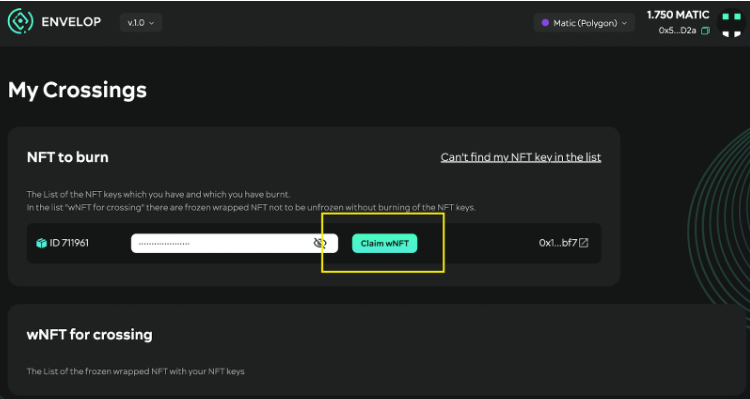 ENVELOP
v.1.0
Matic (Polygon)
1.750 MATIC
0x5...D2a
My Crossings
NFT to burn
Can't find my NFT key in the list
The List of the NFT keys which you have and which you have burnt.
In the list "wNFT for crossing" there are frozen wrapped NFT not to be unfrozen without burning of the NFT keys.
ID 711961
Claim wNFT
0x1...bf7
wNFT for crossing
The List of the frozen wrapped NFT with your NFT keys